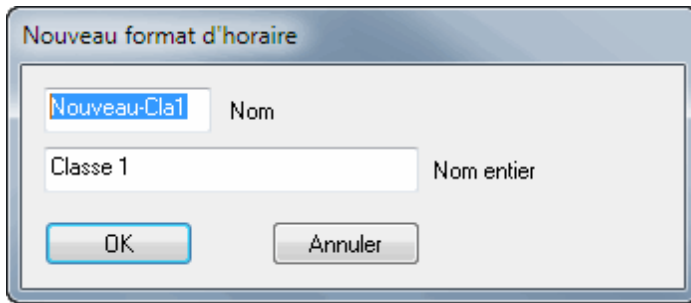 Nouveau format d'horaire
Nouveau-Cla1 Nom
Classe 1 Nom entier
OK Annuler